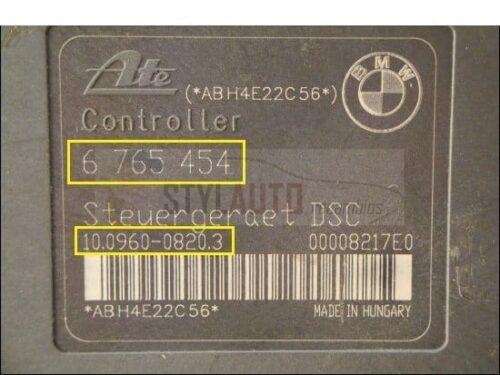 Ate
(*ABH4E22C56*)
BMW
Controller
6 765 454
STYLAUTO
Steuergeraet DSC
10.0960-0820.3 00008217E0
*ABH4E22C56*
MADE IN HUNGARY